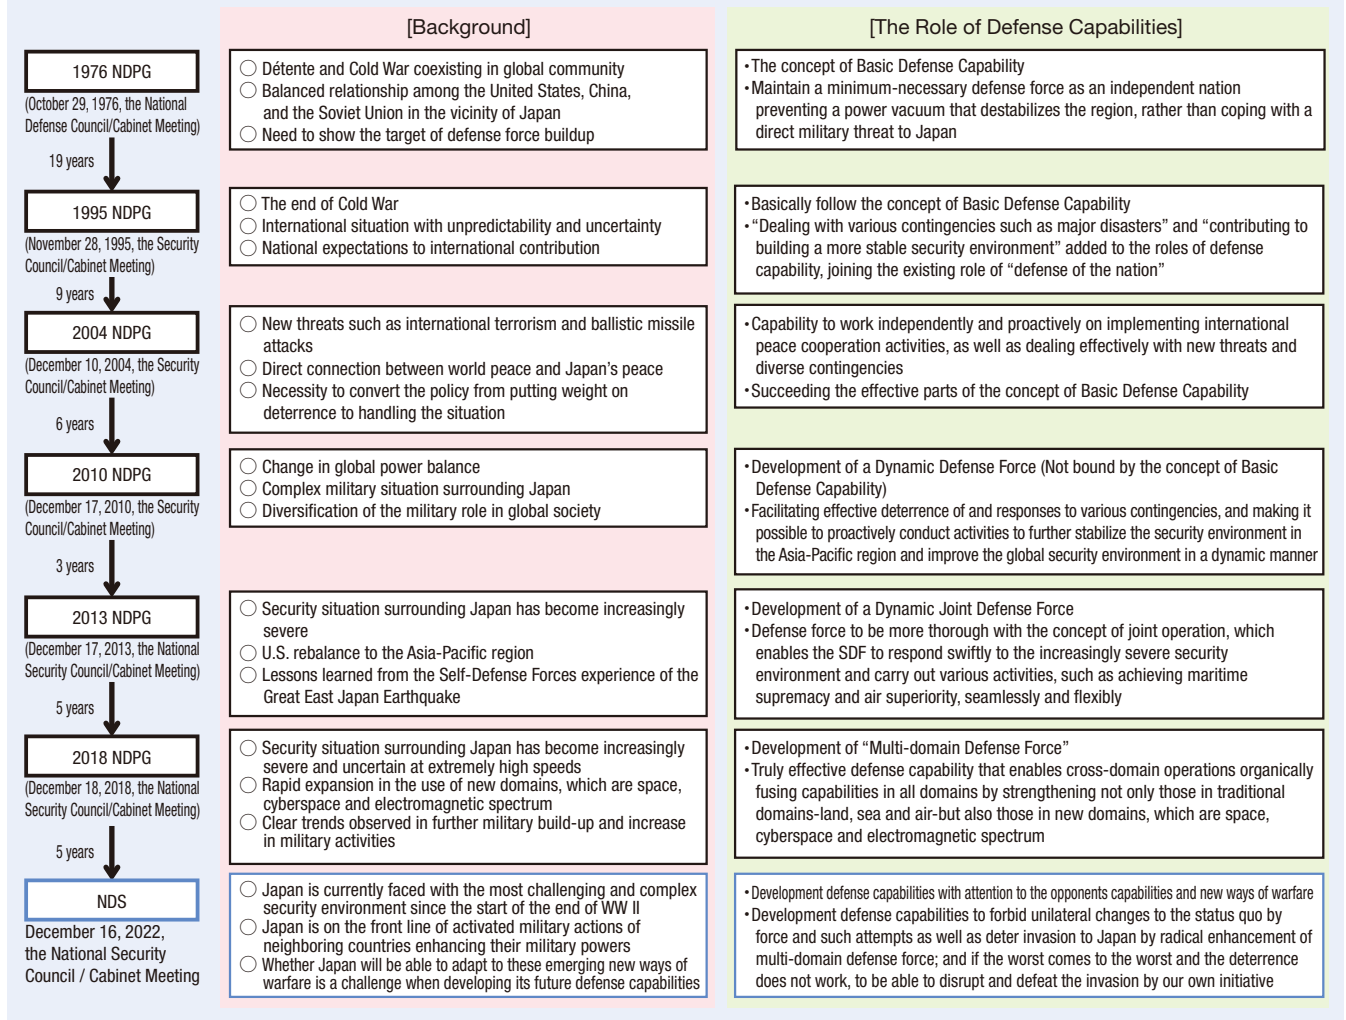 [Background]
[The Role of Defense Capabilities]
1976 NDPG
(October 29, 1976, the National
Defense Council/Cabinet Meeting)
○ Détente and Cold War coexisting in global community
○ Balanced relationship among the United States, China,
and the Soviet Union in the vicinity of Japan
○ Need to show the target of defense force buildup
•The concept of Basic Defense Capability
•Maintain a minimum-necessary defense force as an independent nation
preventing a power vacuum that destabilizes the region, rather than coping with a
direct military threat to Japan
19 years
1995 NDPG
(November 28, 1995, the Security
Council/Cabinet Meeting)
○ The end of Cold War
○ International situation with unpredictability and uncertainty
○ National expectations to international contribution
•Basically follow the concept of Basic Defense Capability
•“Dealing with various contingencies such as major disasters” and “contributing to
building a more stable security environment” added to the roles of defense
capability, joining the existing role of “defense of the nation”
9 years
2004 NDPG
(December 10, 2004, the Security
Council/Cabinet Meeting)
○ New threats such as international terrorism and ballistic missile
attacks
○ Direct connection between world peace and Japan’s peace
○ Necessity to convert the policy from putting weight on
deterrence to handling the situation
•Capability to work independently and proactively on implementing international
peace cooperation activities, as well as dealing effectively with new threats and
diverse contingencies
•Succeeding the effective parts of the concept of Basic Defense Capability
6 years
2010 NDPG
(December 17, 2010, the Security
Council/Cabinet Meeting)
○ Change in global power balance
○ Complex military situation surrounding Japan
○ Diversification of the military role in global society
•Development of a Dynamic Defense Force (Not bound by the concept of Basic
Defense Capability)
•Facilitating effective deterrence of and responses to various contingencies, and making it
possible to proactively conduct activities to further stabilize the security environment in
the Asia-Pacific region and improve the global security environment in a dynamic manner
3 years
2013 NDPG
(December 17, 2013, the National
Security Council/Cabinet Meeting)
○ Security situation surrounding Japan has become increasingly
severe
○ U.S. rebalance to the Asia-Pacific region
○ Lessons learned from the Self-Defense Forces experience of the
Great East Japan Earthquake
•Development of a Dynamic Joint Defense Force
•Defense force to be more thorough with the concept of joint operation, which
enables the SDF to respond swiftly to the increasingly severe security
environment and carry out various activities, such as achieving maritime
supremacy and air superiority, seamlessly and flexibly
5 years
2018 NDPG
(December 18, 2018, the National
Security Council/Cabinet Meeting)
○ Security situation surrounding Japan has become increasingly
severe and uncertain at extremely high speeds
○ Rapid expansion in the use of new domains, which are space,
cyberspace and electromagnetic spectrum
○ Clear trends observed in further military build-up and increase
in military activities
•Development of “Multi-domain Defense Force”
•Truly effective defense capability that enables cross-domain operations organically
fusing capabilities in all domains by strengthening not only those in traditional
domains-land, sea and air-but also those in new domains, which are space,
cyberspace and electromagnetic spectrum
5 years
NDS
December 16, 2022,
the National Security
Council / Cabinet Meeting
○ Japan is currently faced with the most challenging and complex
security environment since the start of the end of WW II
○ Japan is on the front line of activated military actions of
neighboring countries enhancing their military powers
○ Whether Japan will be able to adapt to these emerging new ways of
warfare is a challenge when developing its future defense capabilities
•Development defense capabilities with attention to the opponents capabilities and new ways of warfare
•Development defense capabilities to forbid unilateral changes to the status quo by
force and such attempts as well as deter invasion to Japan by radical enhancement of
multi-domain defense force; and if the worst comes to the worst and the deterrence
does not work, to be able to disrupt and defeat the invasion by our own initiative